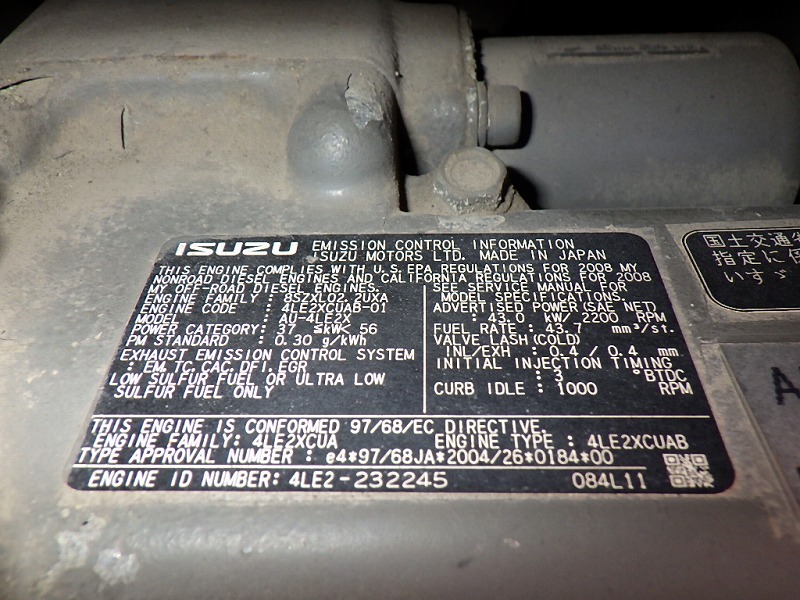 ISUZU EMISSION CONTROL INFORMATION
ISUZU MOTORS LTD. MADE IN JAPAN
THIS ENGINE COMPLIES WITH U.S. EPA REGULATIONS FOR 2008 MY
NONROAD DIESEL ENGINES AND CALIFORNIA REGULATIONS FOR 2008
MY OFF-ROAD DIESEL ENGINES.
ENGINE FAMILY : 8SZXL02.2UXA
ENGINE CODE : 4LE2XCUAB-01
MODEL : AU-4LE2X
POWER CATEGORY: 37 ≦kW< 56
PM STANDARD : 0.30 g/kWh
EXHAUST EMISSION CONTROL SYSTEM
: EM, TC, CAC, DFI, EGR
LOW SULFUR FUEL OR ULTRA LOW
SULFUR FUEL ONLY
SEE SERVICE MANUAL FOR
MODEL SPECIFICATIONS.
ADVERTISED POWER (SAE NET)
: 43.0 kW/ 2200 RPM
FUEL RATE : 43.7 mm³/st.
VALVE LASH (COLD)
INL/EXH : 0.4 / 0.4 mm
INITIAL INJECTION TIMING
: 3 °BTDC
CURB IDLE : 1000 RPM
THIS ENGINE IS CONFORMED 97/68/EC DIRECTIVE.
ENGINE FAMILY: 4LE2XCUA ENGINE TYPE : 4LE2XCUAB
TYPE APPROVAL NUMBER : e4*97/68JA*2004/26*0184*00
ENGINE ID NUMBER: 4LE2-232245 084L11
国土交通
指定に
いすゞ
A